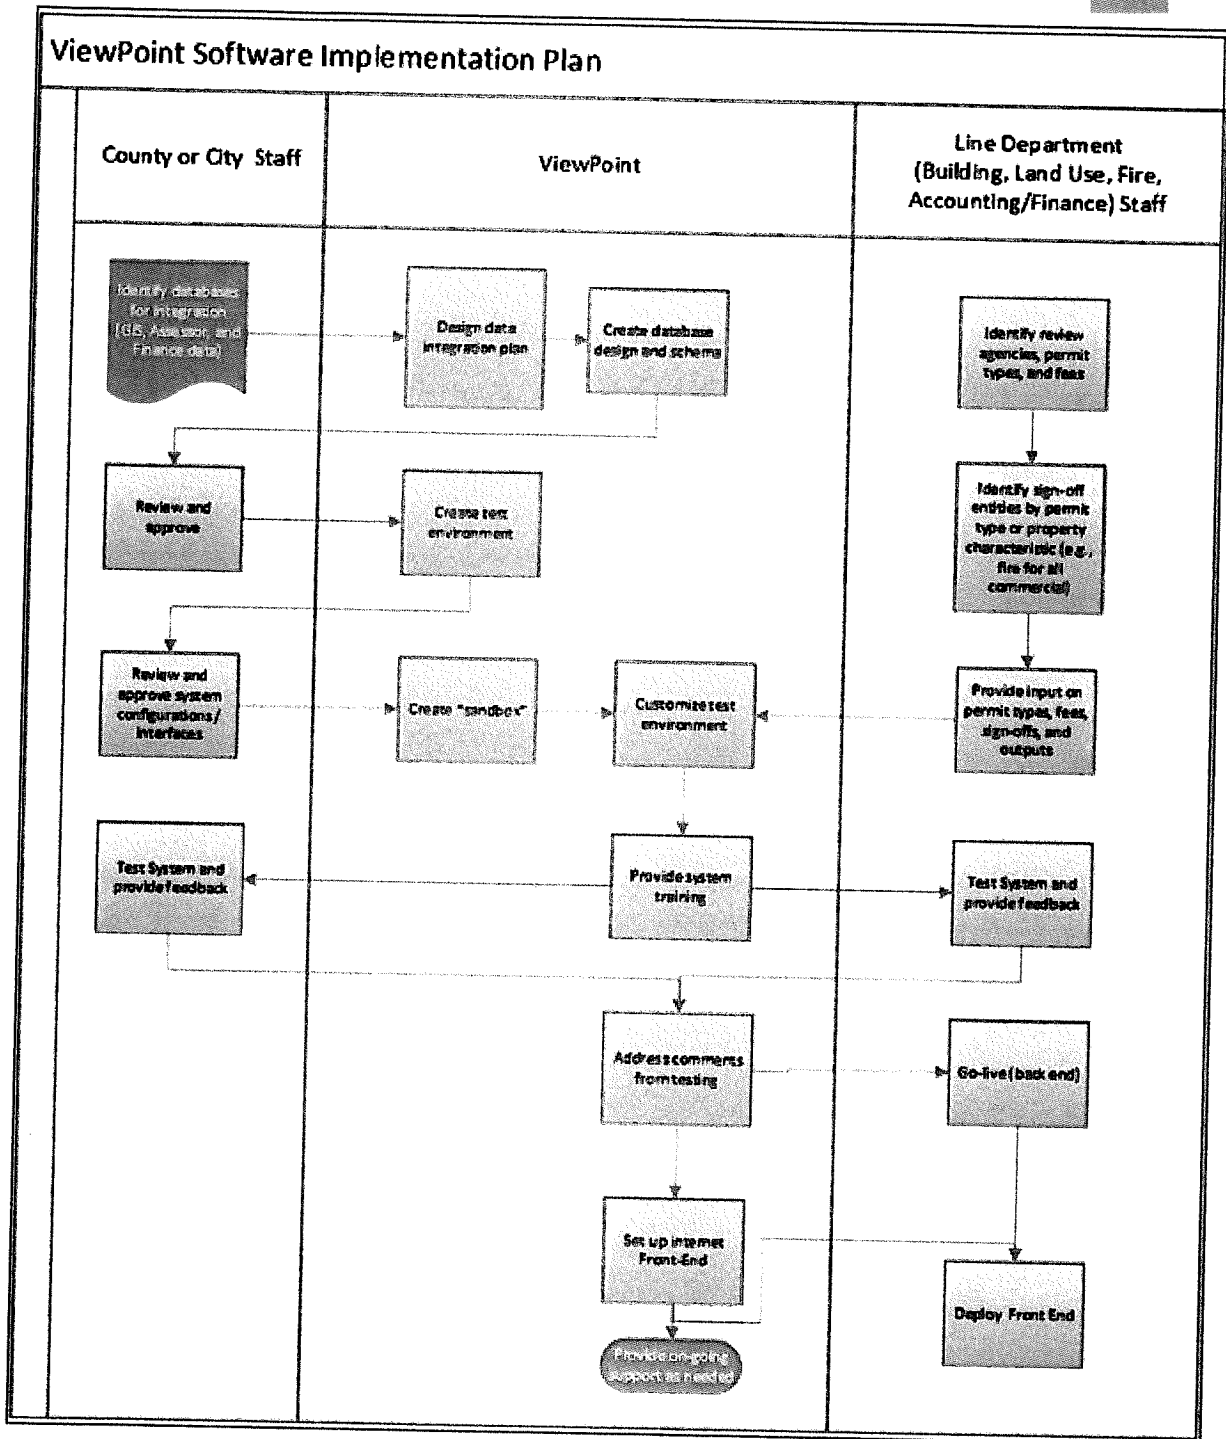 ViewPoint Software Implementation Plan
County or City Staff
ViewPoint
Line Department
(Building, Land Use, Fire,
Accounting/Finance) Staff
Identify databases
for integration
(GIS, Assessor, and
Finance data)
Design data
integration plan
Create database
design and schema
Identify review
agencies, permit
types, and fees
Review and
approve
Create test
environment
Identify sign-off
entities by permit
type or property
characteristic (e.g.,
fire for all
commercial)
Review and
approve system
configurations/
interfaces
Create "sandbox"
Customize test
environment
Provide input on
permit types, fees,
sign-offs, and
outputs
Test System and
provide feedback
Provide system
training
Test System and
provide feedback
Address comments
from testing
Go-live (back end)
Set up internet
Front-End
Deploy Front End
Provide on-going
support as needed